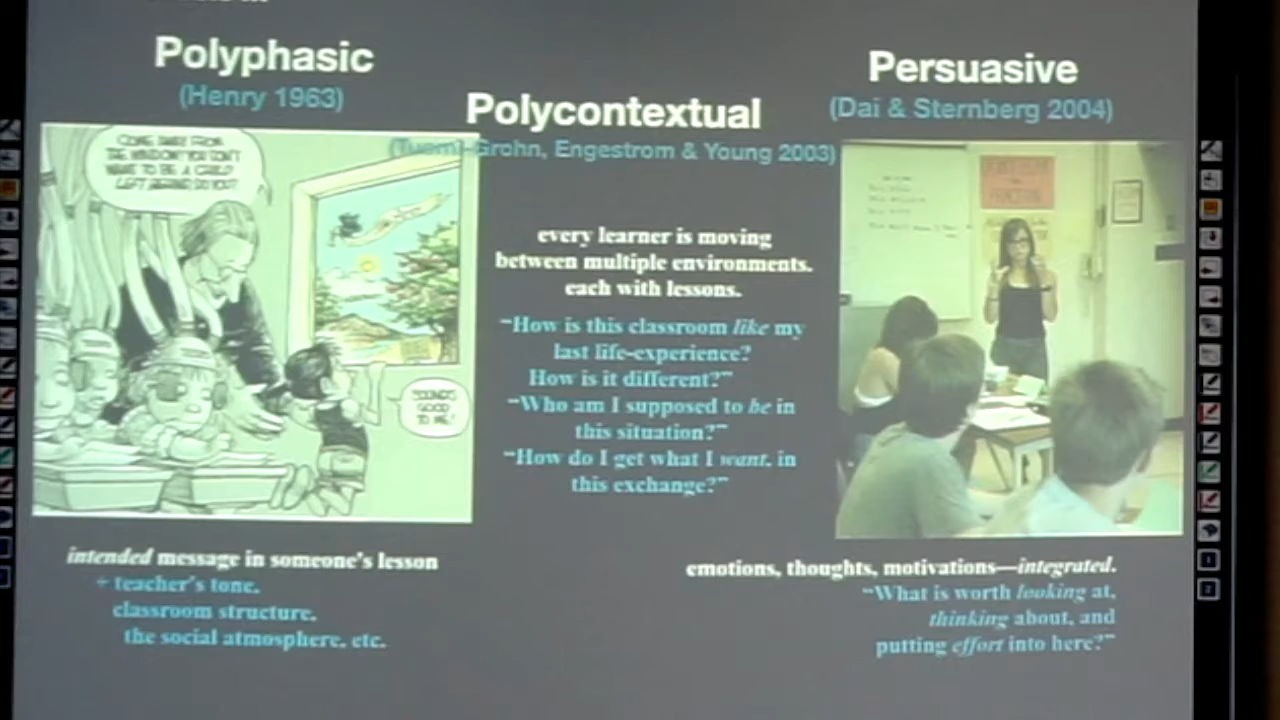 Polyphasic
(Henry 1963)
COME AWAY FROM
THE WINDOW! YOU DON'T
WANT TO BE A CHILD
LEFT BEHIND DO YOU?
SOUNDS
GOOD
TO ME!
intended message in someone's lesson
+ teacher's tone,
classroom structure,
the social atmosphere, etc.
Polycontextual
(Tuomi-Grohn, Engestrom & Young 2003)
every learner is moving
between multiple environments,
each with lessons.
"How is this classroom like my
last life-experience?
How is it different?"
"Who am I supposed to be in
this situation?"
"How do I get what I want, in
this exchange?"
Persuasive
(Dai & Sternberg 2004)
emotions, thoughts, motivations—integrated.
"What is worth looking at,
thinking about, and
putting effort into here?"